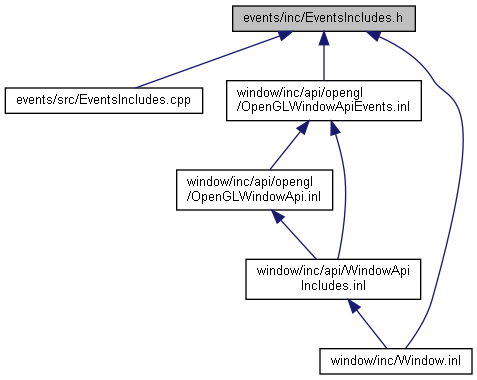 events/inc/EventsIncludes.h
events/src/EventsIncludes.cpp
window/inc/api/opengl
/OpenGLWindowApiEvents.inl
window/inc/api/opengl
/OpenGLWindowApi.inl
window/inc/api/WindowApi
Includes.inl
window/inc/Window.inl